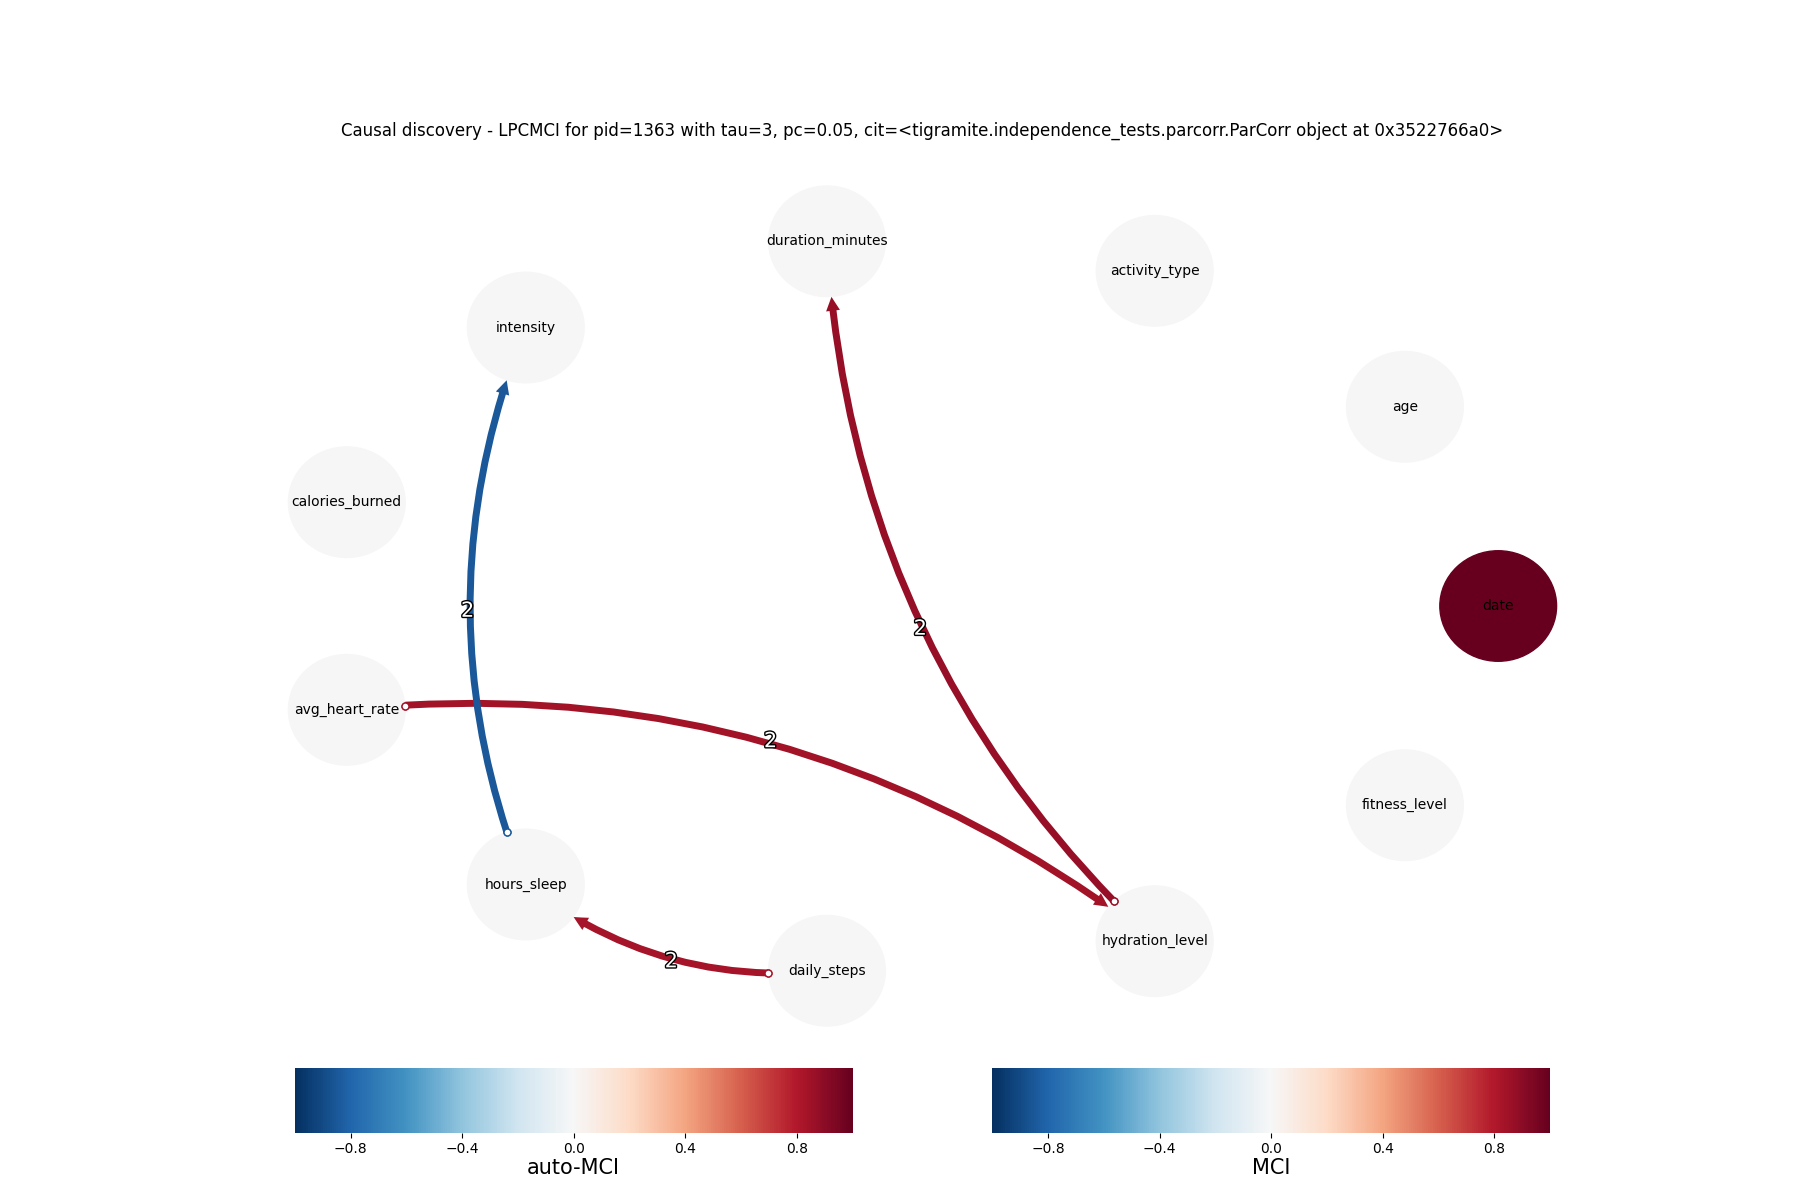 Causal discovery - LPCMCI for pid=1363 with tau=3, pc=0.05, cit=<tigramite.independence_tests.parcorr.ParCorr object at 0x3522766a0>
duration_minutes
activity_type
intensity
age
calories_burned
date
2
2
avg_heart_rate
2
fitness_level
hours_sleep
hydration_level
2
daily_steps
−0.8 −0.4 0.0 0.4 0.8
auto-MCI
−0.8 −0.4 0.0 0.4 0.8
MCI